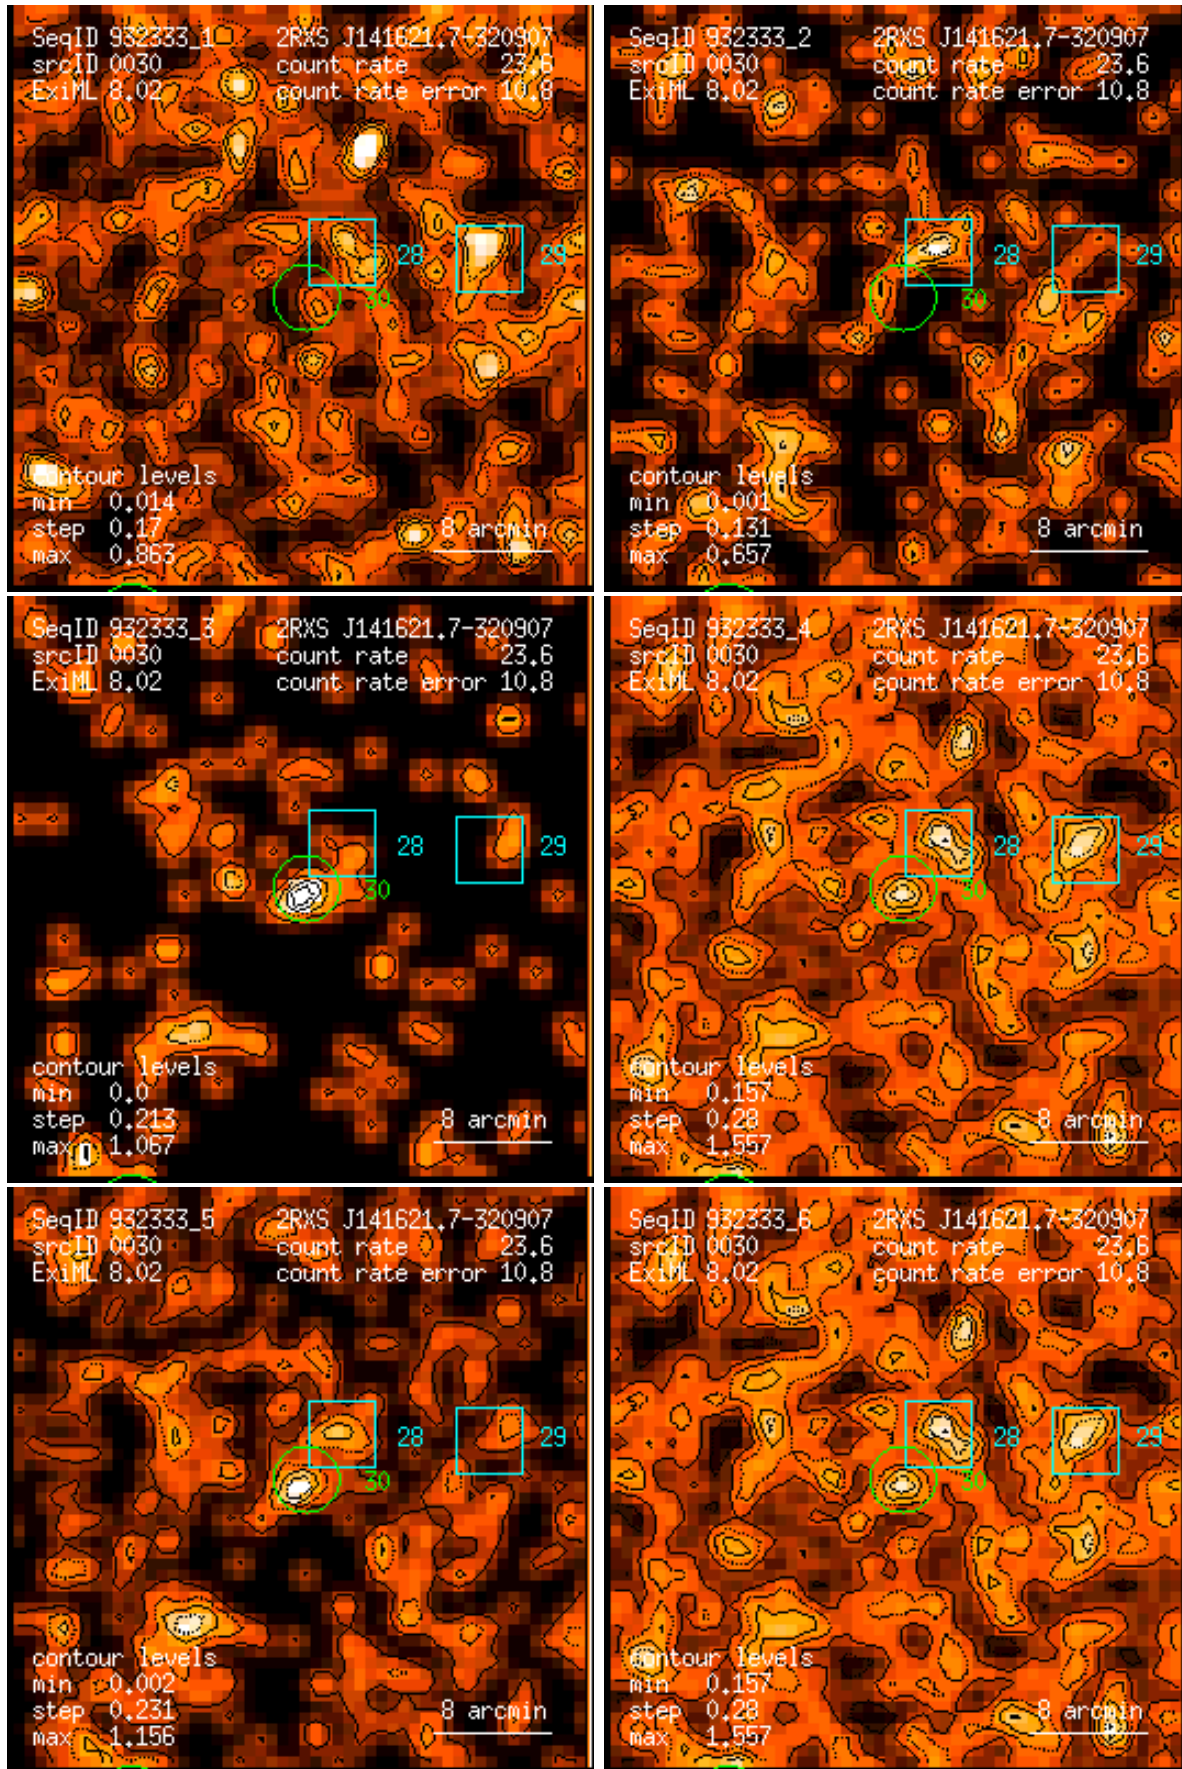 SeqID 932333_1 2RXS J141621.7-320907
srcID 0030 count rate 23.6
ExiML 8.02 count rate error 10.8
28
29
30
contour levels
min 0.014
step 0.17
max 0.863
8 arcmin
SeqID 932333_2 2RXS J141621.7-320907
srcID 0030 count rate 23.6
ExiML 8.02 count rate error 10.8
28
29
30
contour levels
min 0.001
step 0.131
max 0.657
8 arcmin
SeqID 932333_3 2RXS J141621.7-320907
srcID 0030 count rate 23.6
ExiML 8.02 count rate error 10.8
28
29
30
contour levels
min 0.0
step 0.213
max 1.067
8 arcmin
SeqID 932333_4 2RXS J141621.7-320907
srcID 0030 count rate 23.6
ExiML 8.02 count rate error 10.8
28
29
30
contour levels
min 0.157
step 0.28
max 1.557
8 arcmin
SeqID 932333_5 2RXS J141621.7-320907
srcID 0030 count rate 23.6
ExiML 8.02 count rate error 10.8
28
29
30
contour levels
min 0.002
step 0.231
max 1.156
8 arcmin
SeqID 932333_6 2RXS J141621.7-320907
srcID 0030 count rate 23.6
ExiML 8.02 count rate error 10.8
28
29
30
contour levels
min 0.157
step 0.28
max 1.557
8 arcmin